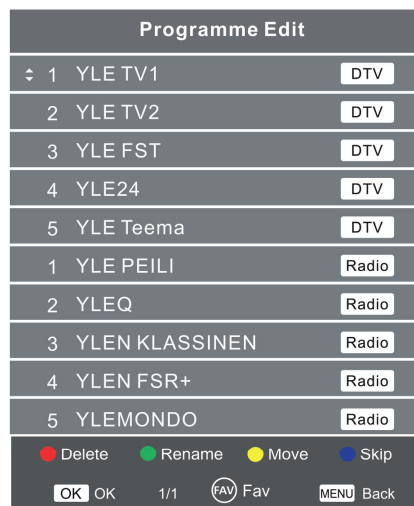 Programme Edit
1 YLE TV1 DTV
2 YLE TV2 DTV
3 YLE FST DTV
4 YLE24 DTV
5 YLE Teema DTV
1 YLE PEILI Radio
2 YLEQ Radio
3 YLEN KLASSINEN Radio
4 YLEN FSR+ Radio
5 YLEMONDO Radio
Delete Rename Move Skip
OK OK 1/1 FAV Fav MENU Back